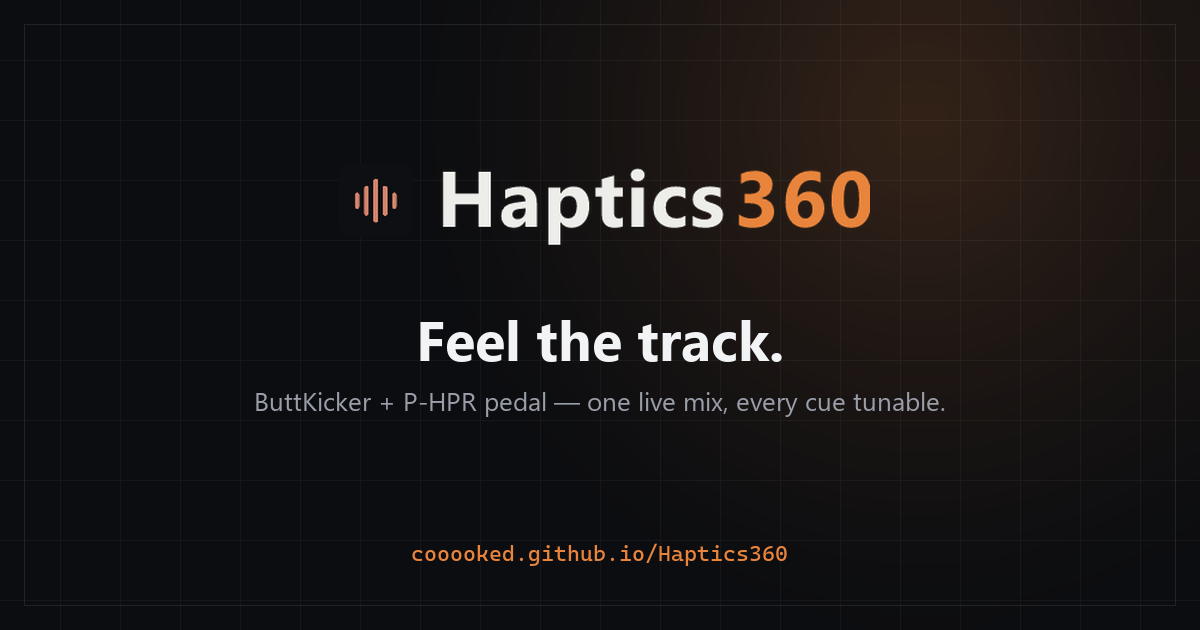 Haptics360
Feel the track.
ButtKicker + P-HPR pedal — one live mix, every cue tunable.
cooooked.github.io/Haptics360